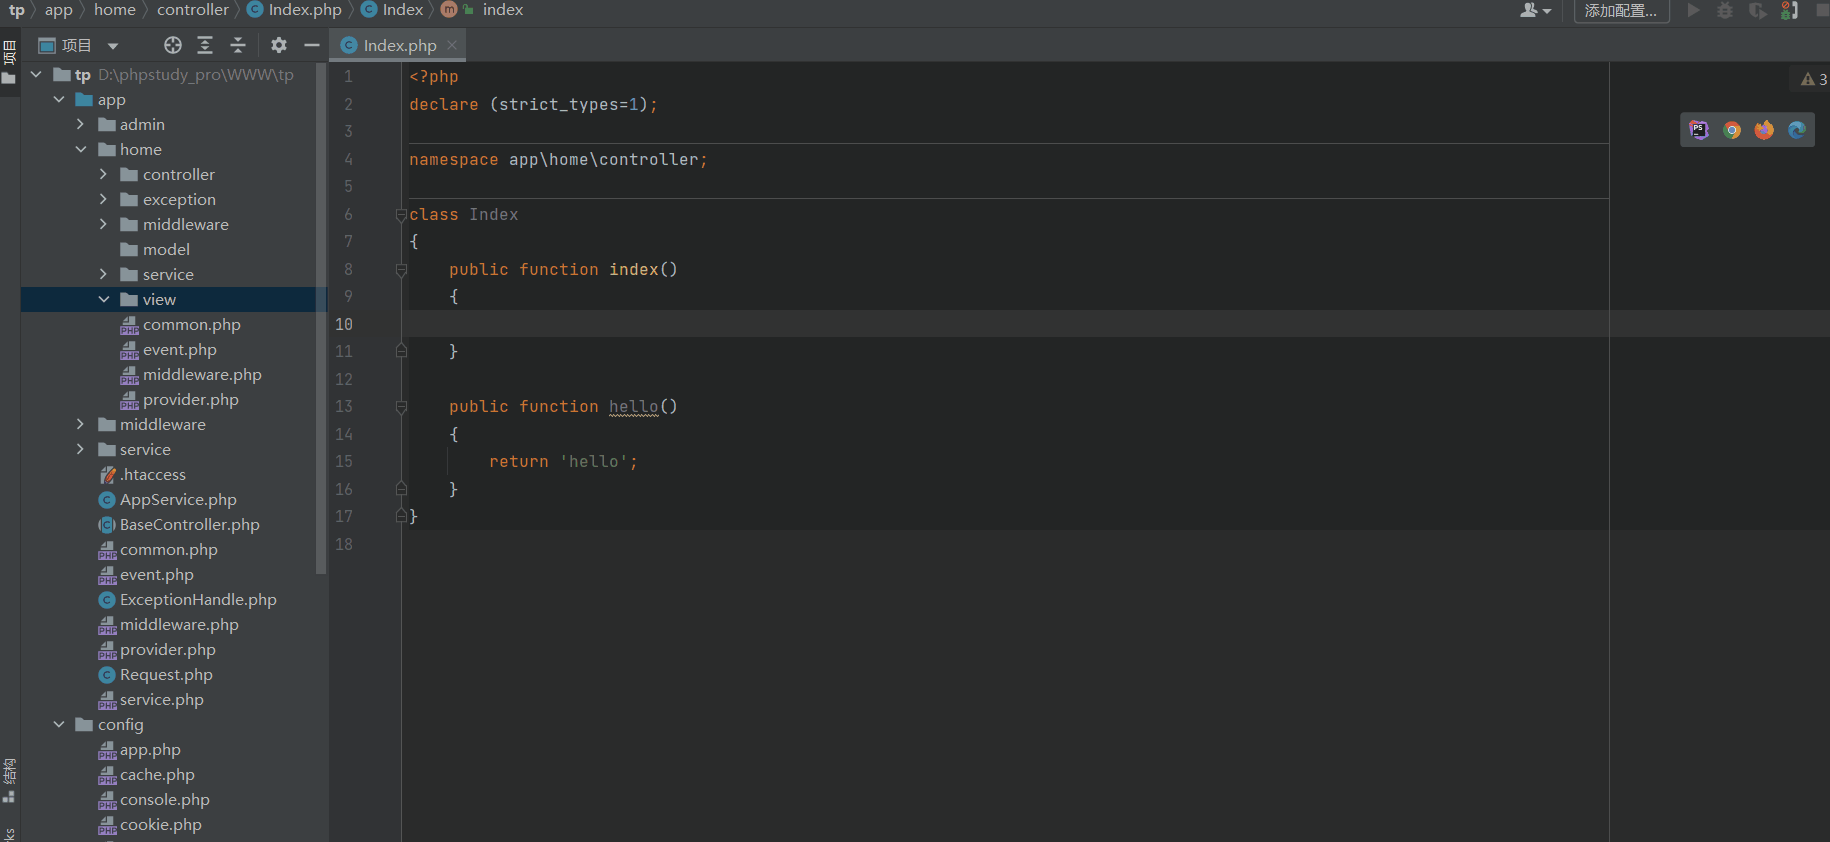 tp app home controller Index.php Index index 添加配置...
项目 Index.php
项目
tp D:\phpstudy_pro\WWW\tp
app
admin
home
controller
exception
middleware
model
service
view
common.php
event.php
middleware.php
provider.php
middleware
service
.htaccess
AppService.php
BaseController.php
common.php
event.php
ExceptionHandle.php
middleware.php
provider.php
Request.php
service.php
config
app.php
cache.php
console.php
cookie.php
结构
1 <?php
2 declare (strict_types=1);
3
4 namespace app\home\controller;
5
6 class Index
7 {
8 public function index()
9 {
10
11 }
12
13 public function hello()
14 {
15 return 'hello';
16 }
17 }
18
3